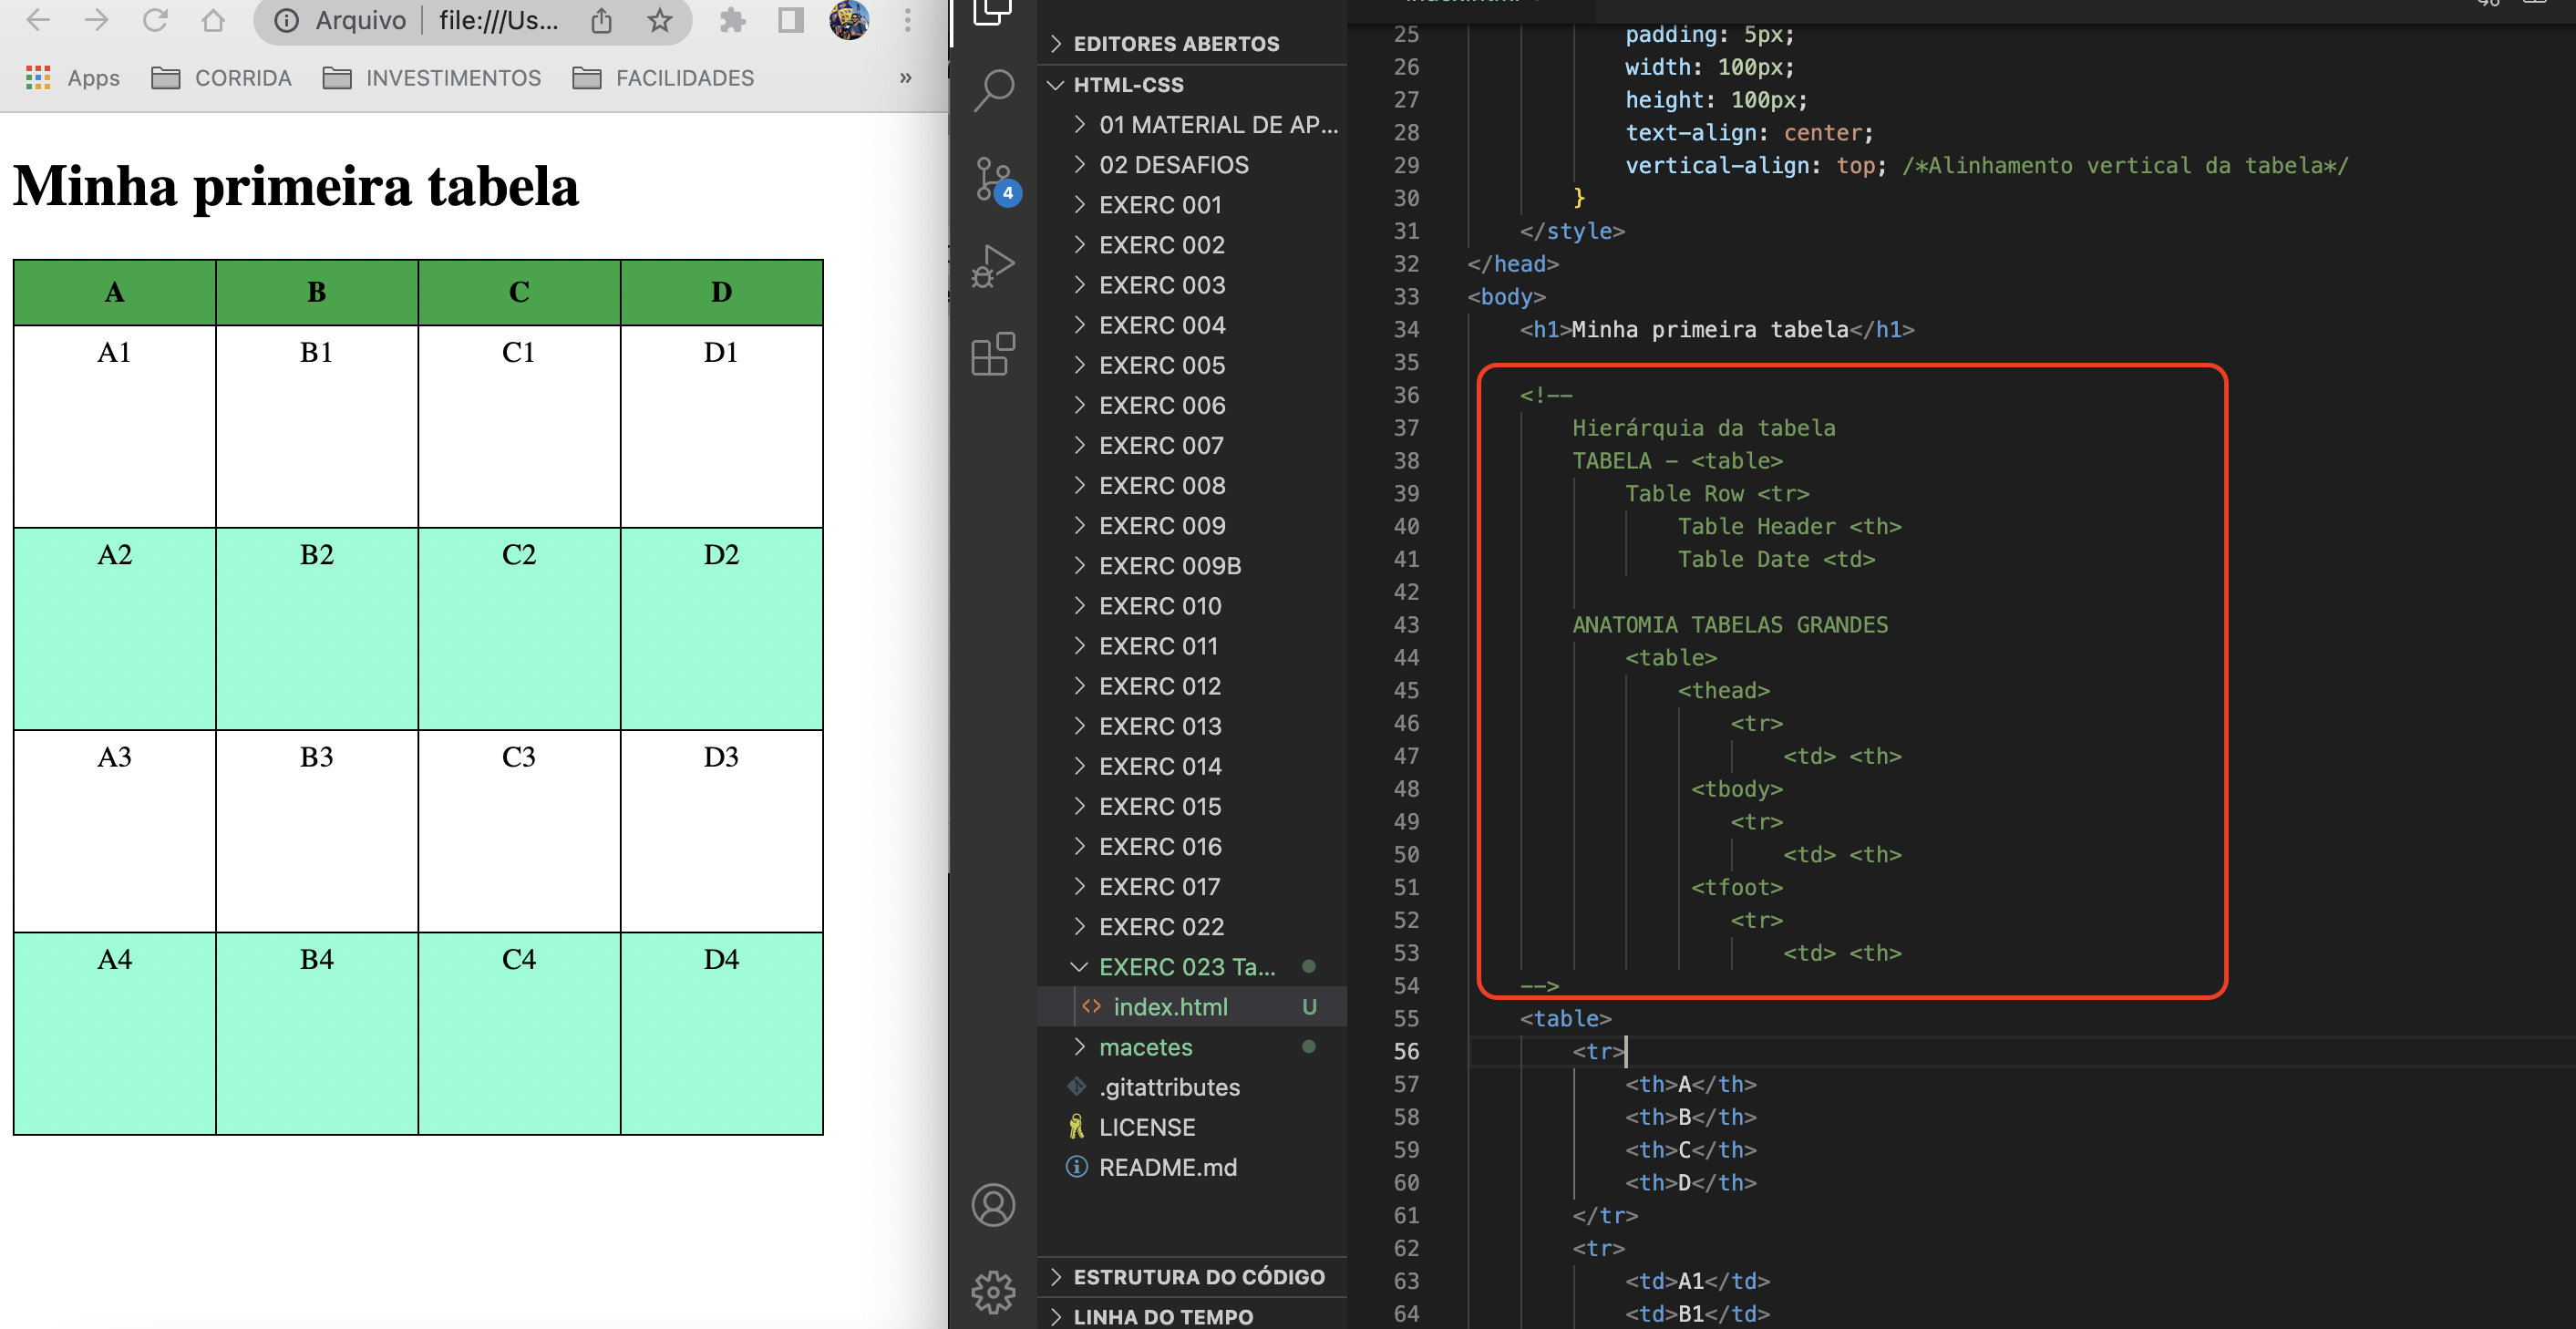 Arquivo
file:///Us...
Apps
CORRIDA
INVESTIMENTOS
FACILIDADES
»
Minha primeira tabela
A B C D
A1 B1 C1 D1
A2 B2 C2 D2
A3 B3 C3 D3
A4 B4 C4 D4
4
EDITORES ABERTOS
HTML-CSS
01 MATERIAL DE AP...
02 DESAFIOS
EXERC 001
EXERC 002
EXERC 003
EXERC 004
EXERC 005
EXERC 006
EXERC 007
EXERC 008
EXERC 009
EXERC 009B
EXERC 010
EXERC 011
EXERC 012
EXERC 013
EXERC 014
EXERC 015
EXERC 016
EXERC 017
EXERC 022
EXERC 023 Ta...
index.html U
macetes
.gitattributes
LICENSE
README.md
ESTRUTURA DO CÓDIGO
LINHA DO TEMPO
25 padding: 5px;
26 width: 100px;
27 height: 100px;
28 text-align: center;
29 vertical-align: top; /*Alinhamento vertical da tabela*/
30 }
31 </style>
32 </head>
33 <body>
34 <h1>Minha primeira tabela</h1>
35
36 <!--
37 Hierárquia da tabela
38 TABELA - <table>
39 Table Row <tr>
40 Table Header <th>
41 Table Date <td>
42
43 ANATOMIA TABELAS GRANDES
44 <table>
45 <thead>
46 <tr>
47 <td> <th>
48 <tbody>
49 <tr>
50 <td> <th>
51 <tfoot>
52 <tr>
53 <td> <th>
54 -->
55 <table>
56 <tr>
57 <th>A</th>
58 <th>B</th>
59 <th>C</th>
60 <th>D</th>
61 </tr>
62 <tr>
63 <td>A1</td>
64 <td>B1</td>